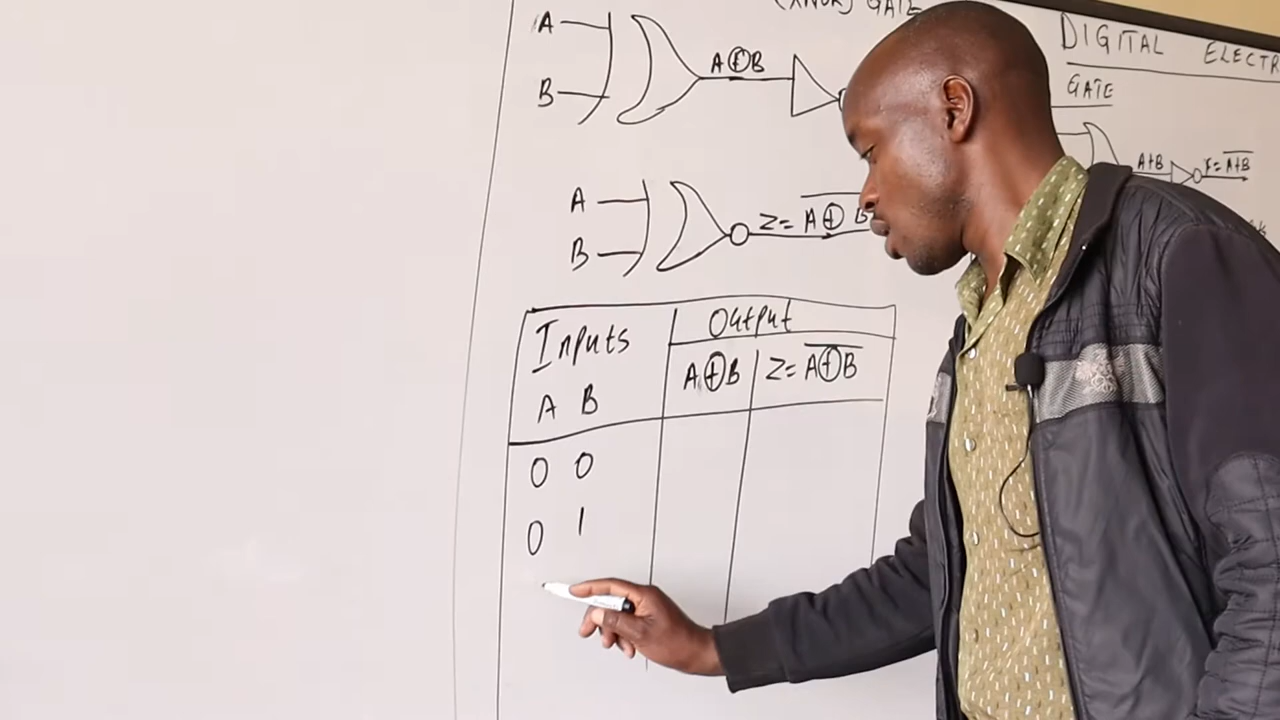 (XNOR) GATE
A
B
A⊕B
A
B
Z= A̅ ̅⊕̅ ̅B̅
Inputs
Output
A B
A⊕B
Z= A̅⊕̅B̅
0 0
0 1
DIGITAL ELECTR
GATE
A+B